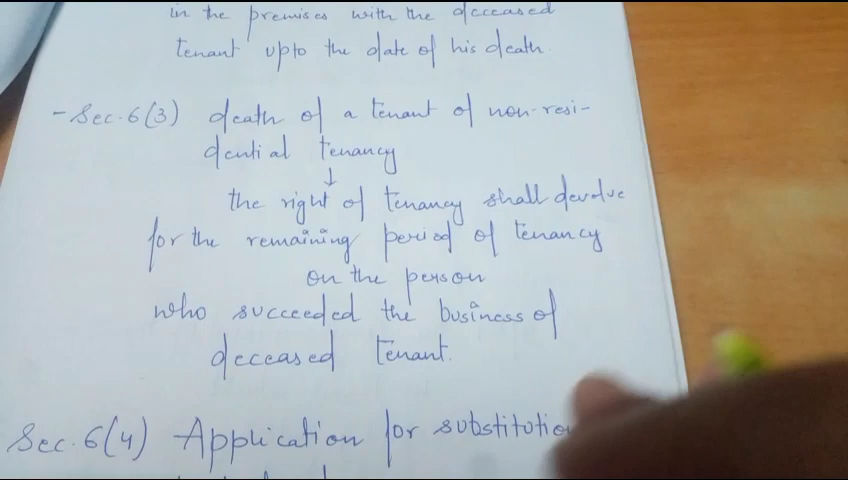 in the premises with the deceased
tenant upto the date of his death.
- Sec. 6(3) death of a tenant of non-resi-
dential tenancy
↓
the right of tenancy shall devolve
for the remaining period of tenancy
on the person
who succeeded the business of
deceased tenant.
Sec. 6(4) Application for substitutio